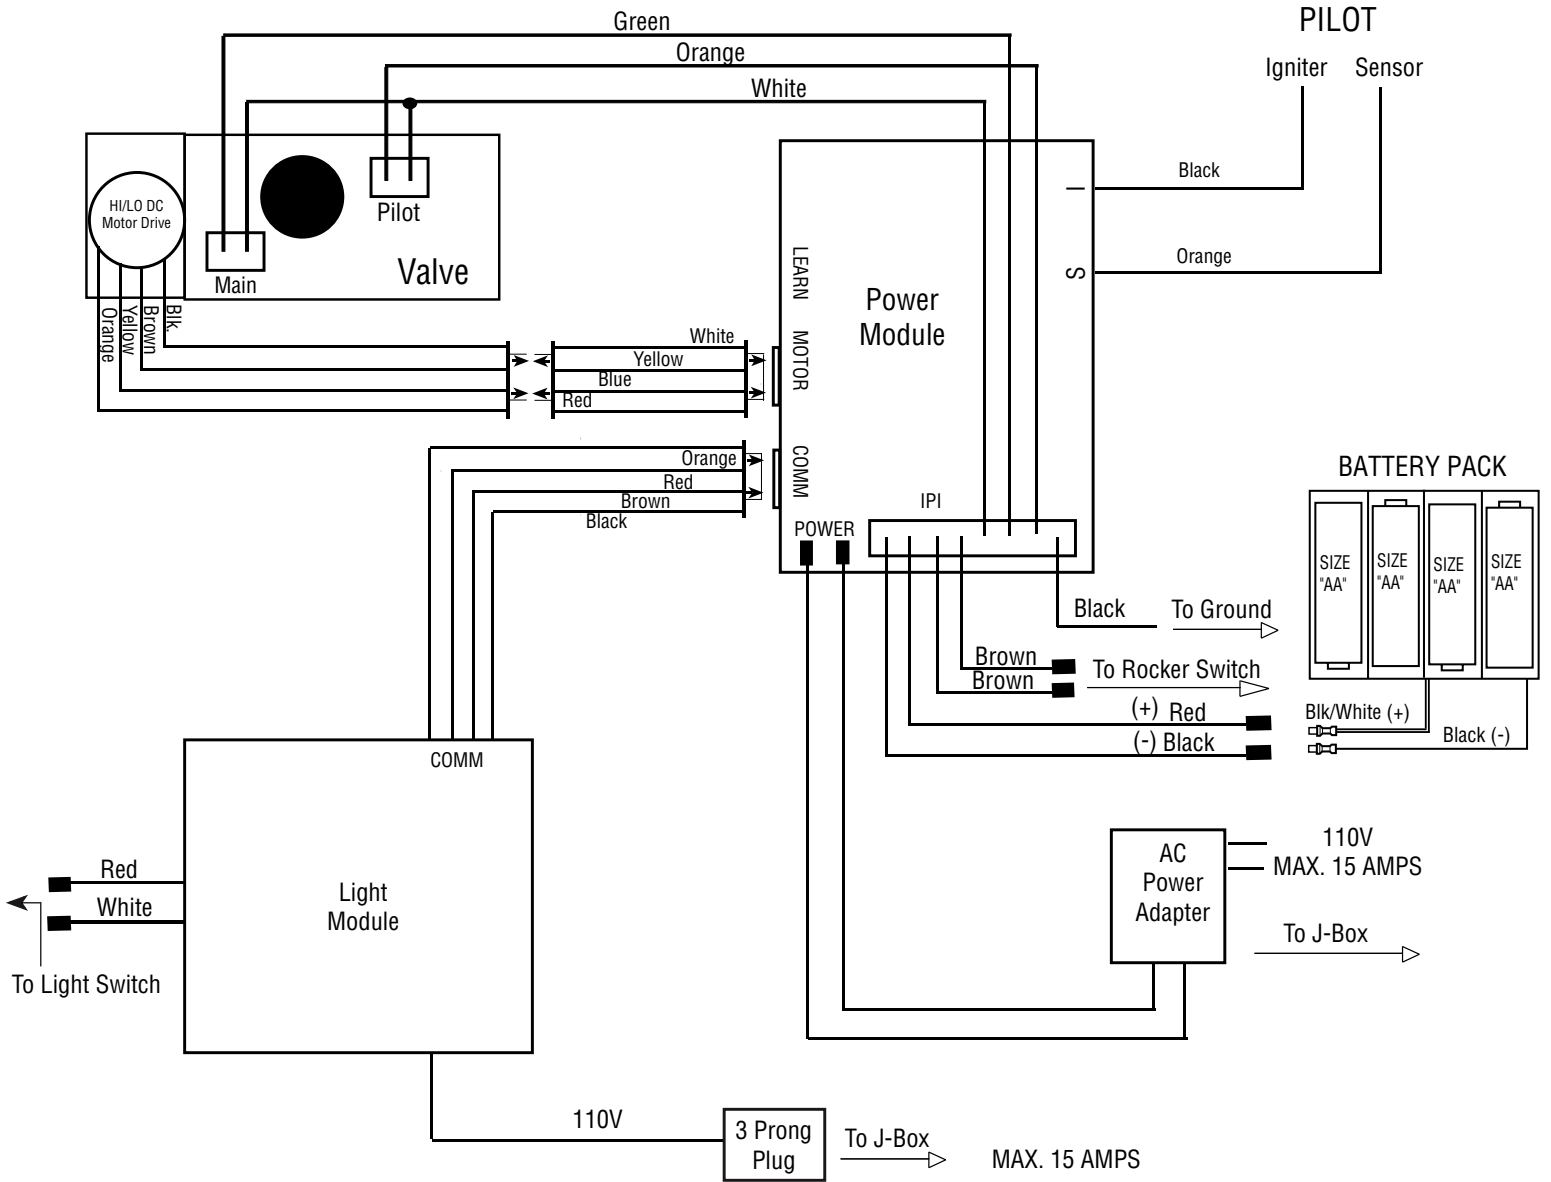 Green
PILOT
Orange
Igniter Sensor
White
HI/LO DC
Motor Drive
Pilot
Main
Valve
Black
Orange
I
S
Power
Module
LEARN
MOTOR
COMM
Orange
Yellow
Brown
Blk.
White
Yellow
Blue
Red
Orange
Red
Brown
Black
IPI
POWER
BATTERY PACK
SIZE
"AA"
SIZE
"AA"
SIZE
"AA"
SIZE
"AA"
Black To Ground
Brown
Brown
To Rocker Switch
(+) Red
(-) Black
Blk/White (+)
Black (-)
COMM
AC
Power
Adapter
110V
MAX. 15 AMPS
To J-Box
Red
White
To Light Switch
Light
Module
110V
3 Prong
Plug
To J-Box
MAX. 15 AMPS